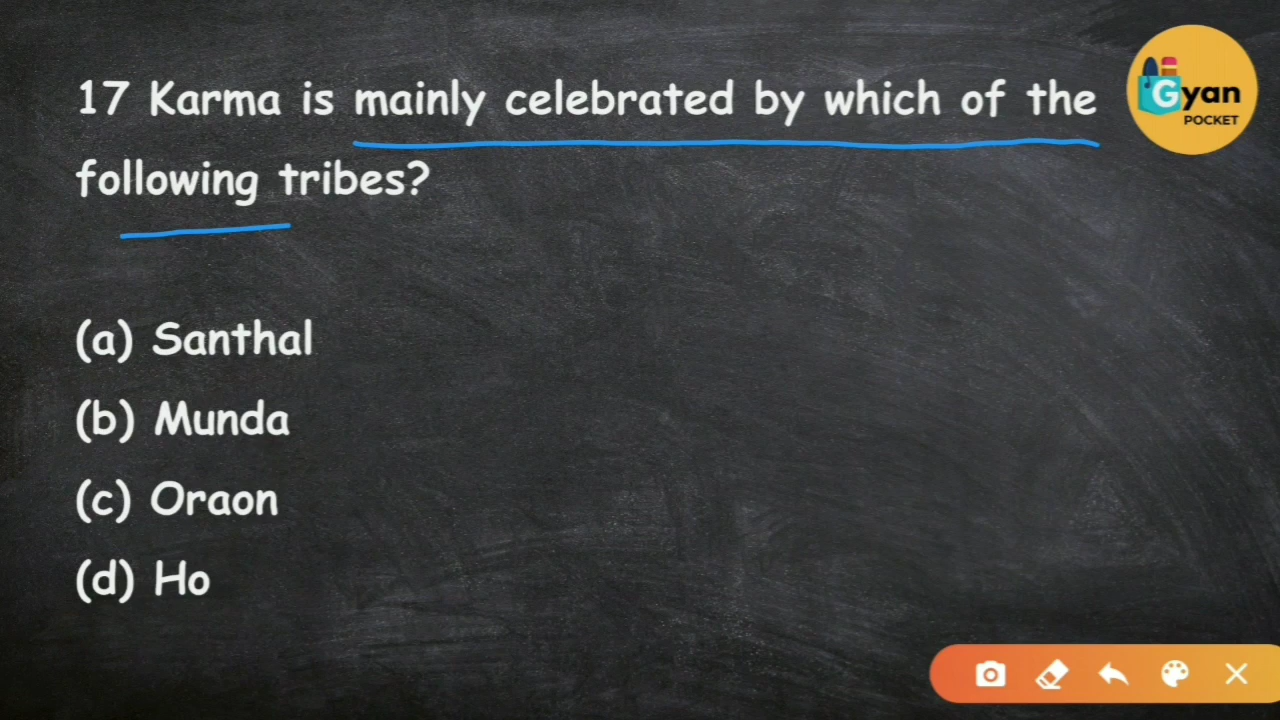 17 Karma is mainly celebrated by which of the
following tribes?
Gyan
POCKET
(a) Santhal
(b) Munda
(c) Oraon
(d) Ho